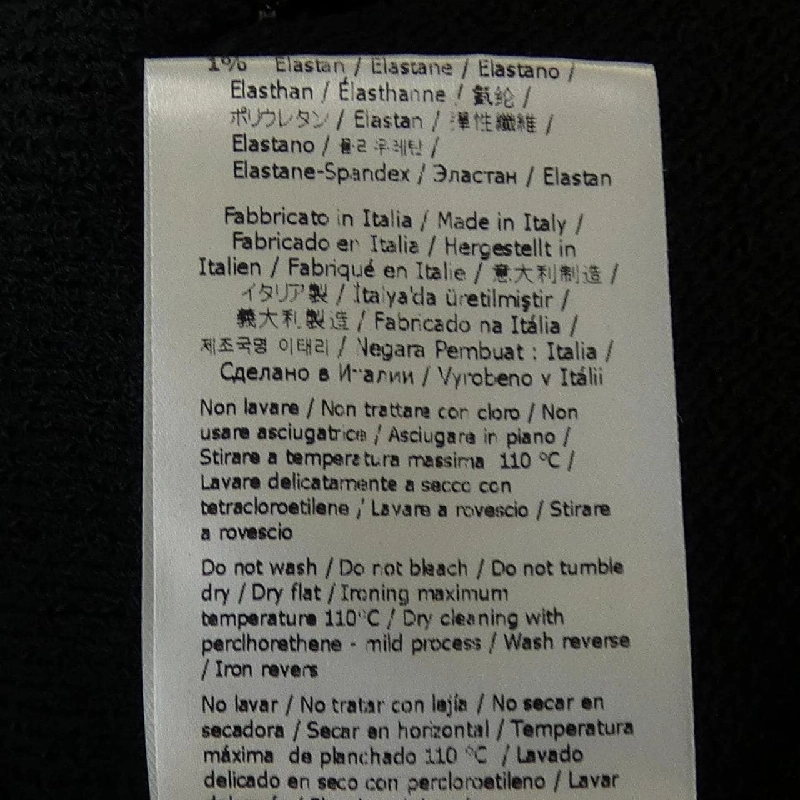 1% Elastan / Elastane / Elastano /
Elasthan / Élasthanne / 氨纶 /
ポリウレタン / Elastan / 彈性纖維 /
Elastano / 폴리우레탄 /
Elastane-Spandex / Эластан / Elastan
Fabbricato in Italia / Made in Italy /
Fabricado en Italia / Hergestellt in
Italien / Fabriqué en Italie / 意大利制造 /
イタリア製 / İtalya'da üretilmiştir /
義大利製造 / Fabricado na Itália /
제조국명 이태리 / Negara Pembuat : Italia /
Сделано в Италии / Vyrobeno v Itálii
Non lavare / Non trattare con cloro / Non
usare asciugatrice / Asciugare in piano /
Stirare a temperatura massima 110 °C /
Lavare delicatamente a secco con
tetracloroetilene / Lavare a rovescio / Stirare
a rovescio
Do not wash / Do not bleach / Do not tumble
dry / Dry flat / Ironing maximum
temperature 110°C / Dry cleaning with
perclhorethene - mild process / Wash reverse
/ Iron revers
No lavar / No tratar con lejía / No secar en
secadora / Secar en horizontal / Temperatura
máxima de planchado 110 °C / Lavado
delicado en seco con percloroetileno / Lavar